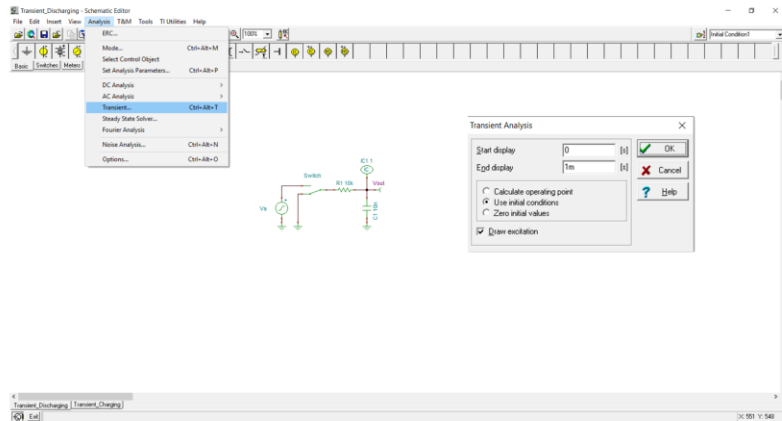 Transient_Discharging - Schematic Editor
File Edit Insert View Analysis T&M Tools TI Utilities Help
100%
Initial Condition1
Basic Switches Meters
ERC...
Mode... Ctrl+Alt+M
Select Control Object
Set Analysis Parameters... Ctrl+Alt+P
DC Analysis
AC Analysis
Transient... Ctrl+Alt+T
Steady State Solver...
Fourier Analysis
Noise Analysis... Ctrl+Alt+N
Options... Ctrl+Alt+O
Transient Analysis
Start display 0 [s] OK
End display 1m [s] Cancel
Calculate operating point Help
Use initial conditions
Zero initial values
Draw excitation
IC1 1
IC
Switch R1 10k Vout
Vs
C1 10n
Transient_Discharging Transient_Charging
Exit X: 551 Y: 548